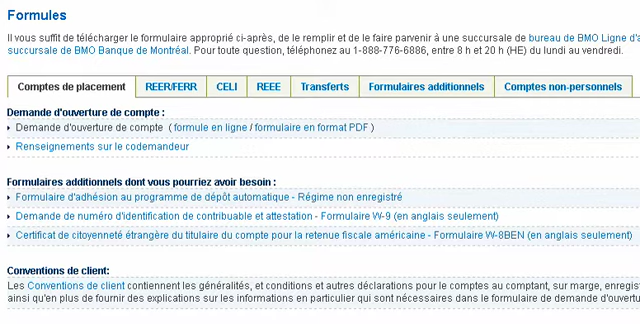 Formules
Il vous suffit de télécharger le formulaire approprié ci-après, de le remplir et de le faire parvenir à une succursale de bureau de BMO Ligne
succursale de BMO Banque de Montréal. Pour toute question, téléphonez au 1-888-776-6886, entre 8 h et 20 h (HE) du lundi au vendredi.
Comptes de placement REER/FERR CELI REEE Transferts Formulaires additionnels Comptes non-personnels
Demande d'ouverture de compte :
Demande d'ouverture de compte ( formule en ligne / formulaire en format PDF )
Renseignements sur le codemandeur
Formulaires additionnels dont vous pourriez avoir besoin :
Formulaire d'adhésion au programme de dépôt automatique - Régime non enregistré
Demande de numéro d'identification de contribuable et attestation - Formulaire W-9 (en anglais seulement)
Certificat de citoyenneté étrangère du titulaire du compte pour la retenue fiscale américaine - Formulaire W-8BEN (en anglais seulement)
Conventions de client:
Les Conventions de client contiennent les généralités, et conditions et autres déclarations pour le comptes au comptant, sur marge, enregis
ainsi qu'en plus de fournir des explications sur les informations en particulier qui sont nécessaires dans le formulaire de demande d'ouvertu